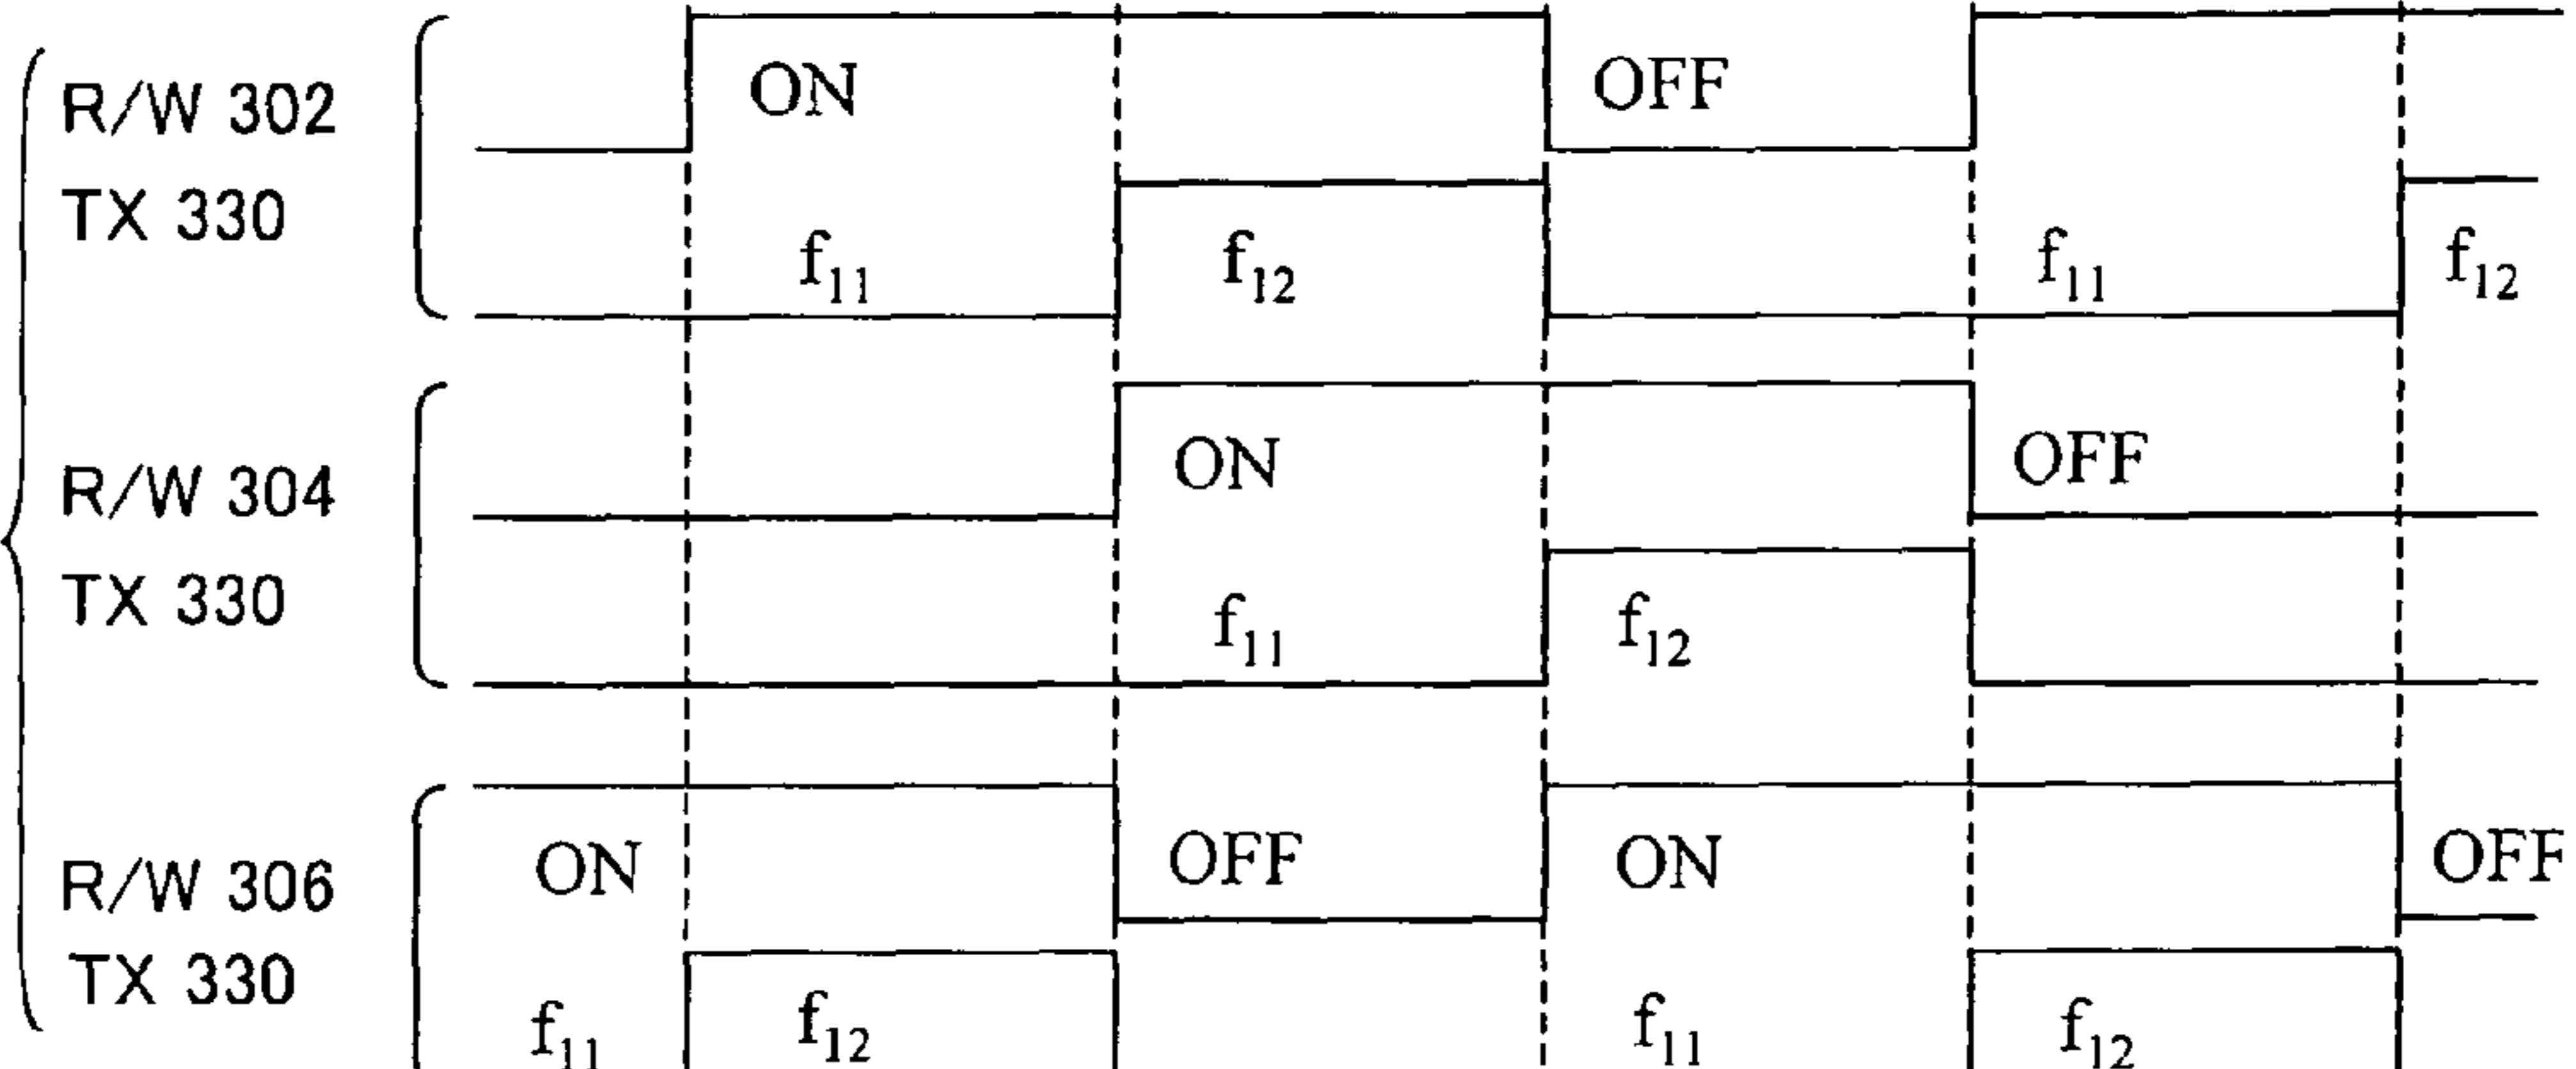 R/W 302 ON OFF
TX 330 f₁₁ f₁₂ f₁₁ f₁₂
R/W 304 ON OFF
TX 330 f₁₁ f₁₂
R/W 306 ON OFF ON OFF
TX 330 f₁₁ f₁₂ f₁₁ f₁₂